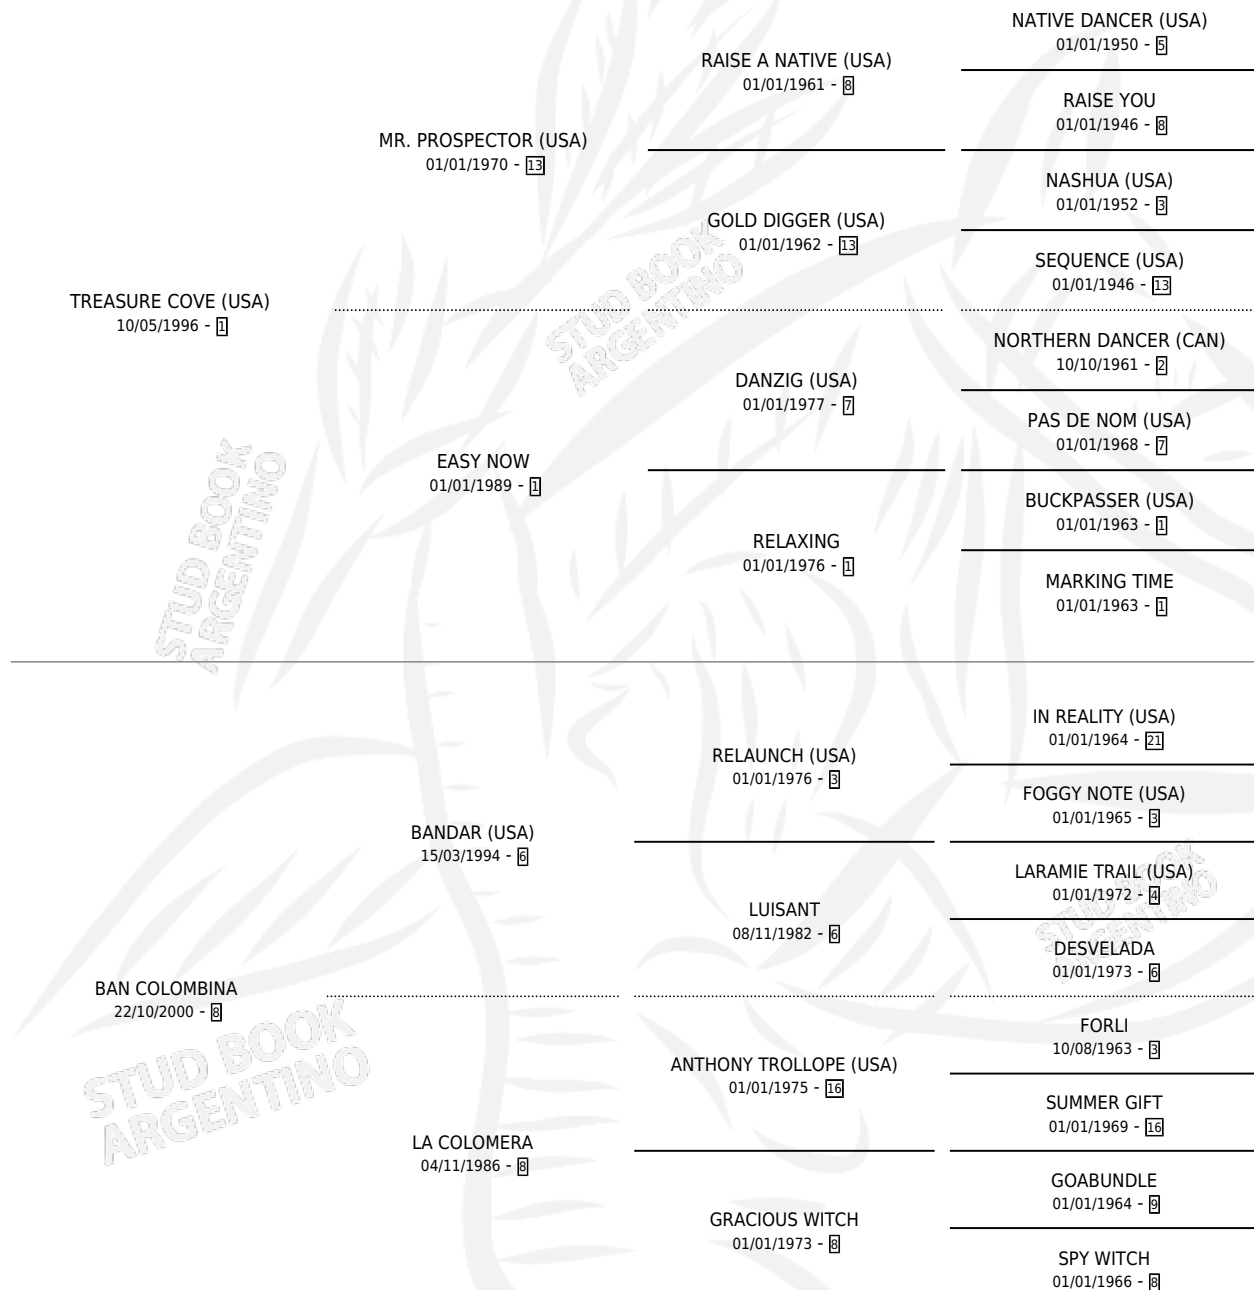 NATIVE DANCER (USA)
01/01/1950 - 5
RAISE A NATIVE (USA)
01/01/1961 - 8
RAISE YOU
01/01/1946 - 8
MR. PROSPECTOR (USA)
01/01/1970 - 13
NASHUA (USA)
01/01/1952 - 3
GOLD DIGGER (USA)
01/01/1962 - 13
SEQUENCE (USA)
01/01/1946 - 13
TREASURE COVE (USA)
10/05/1996 - 1
STUD BOOK
ARGENTINO
NORTHERN DANCER (CAN)
10/10/1961 - 2
DANZIG (USA)
01/01/1977 - 7
PAS DE NOM (USA)
01/01/1968 - 7
EASY NOW
01/01/1989 - 1
BUCKPASSER (USA)
01/01/1963 - 1
RELAXING
01/01/1976 - 1
MARKING TIME
01/01/1963 - 1
STUD BOOK
ARGENTINO
IN REALITY (USA)
01/01/1964 - 21
RELAUNCH (USA)
01/01/1976 - 3
FOGGY NOTE (USA)
01/01/1965 - 3
BANDAR (USA)
15/03/1994 - 6
LARAMIE TRAIL (USA)
01/01/1972 - 4
LUISANT
08/11/1982 - 6
STUD BOOK
ARGENTINO
DESVELADA
01/01/1973 - 6
BAN COLOMBINA
22/10/2000 - 8
FORLI
10/08/1963 - 3
ANTHONY TROLLOPE (USA)
01/01/1975 - 16
STUD BOOK
ARGENTINO
SUMMER GIFT
01/01/1969 - 16
LA COLOMERA
04/11/1986 - 8
GOABUNDLE
01/01/1964 - 9
GRACIOUS WITCH
01/01/1973 - 8
SPY WITCH
01/01/1966 - 8